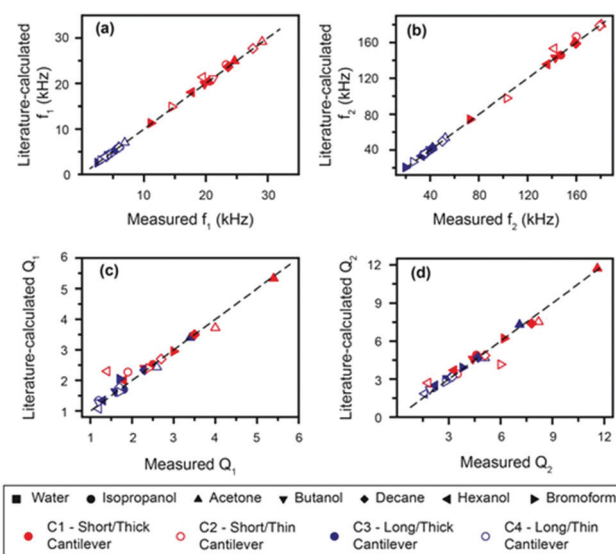 (a)
Literature-calculated
f1 (kHz)
30
20
10
0
10 20 30
Measured f1 (kHz)
(b)
Literature-calculated
f2 (kHz)
160
120
80
40
40 80 120 160
Measured f2 (kHz)
(c)
Literature-calculated Q1
6
5
4
3
2
1
1 2 3 4 5 6
Measured Q1
(d)
Literature-calculated Q2
12
9
6
3
0
3 6 9 12
Measured Q2
Water Isopropanol Acetone Butanol Decane Hexanol Bromoform
C1 - Short/Thick C2 - Short/Thin C3 - Long/Thick C4 - Long/Thin
Cantilever Cantilever Cantilever Cantilever